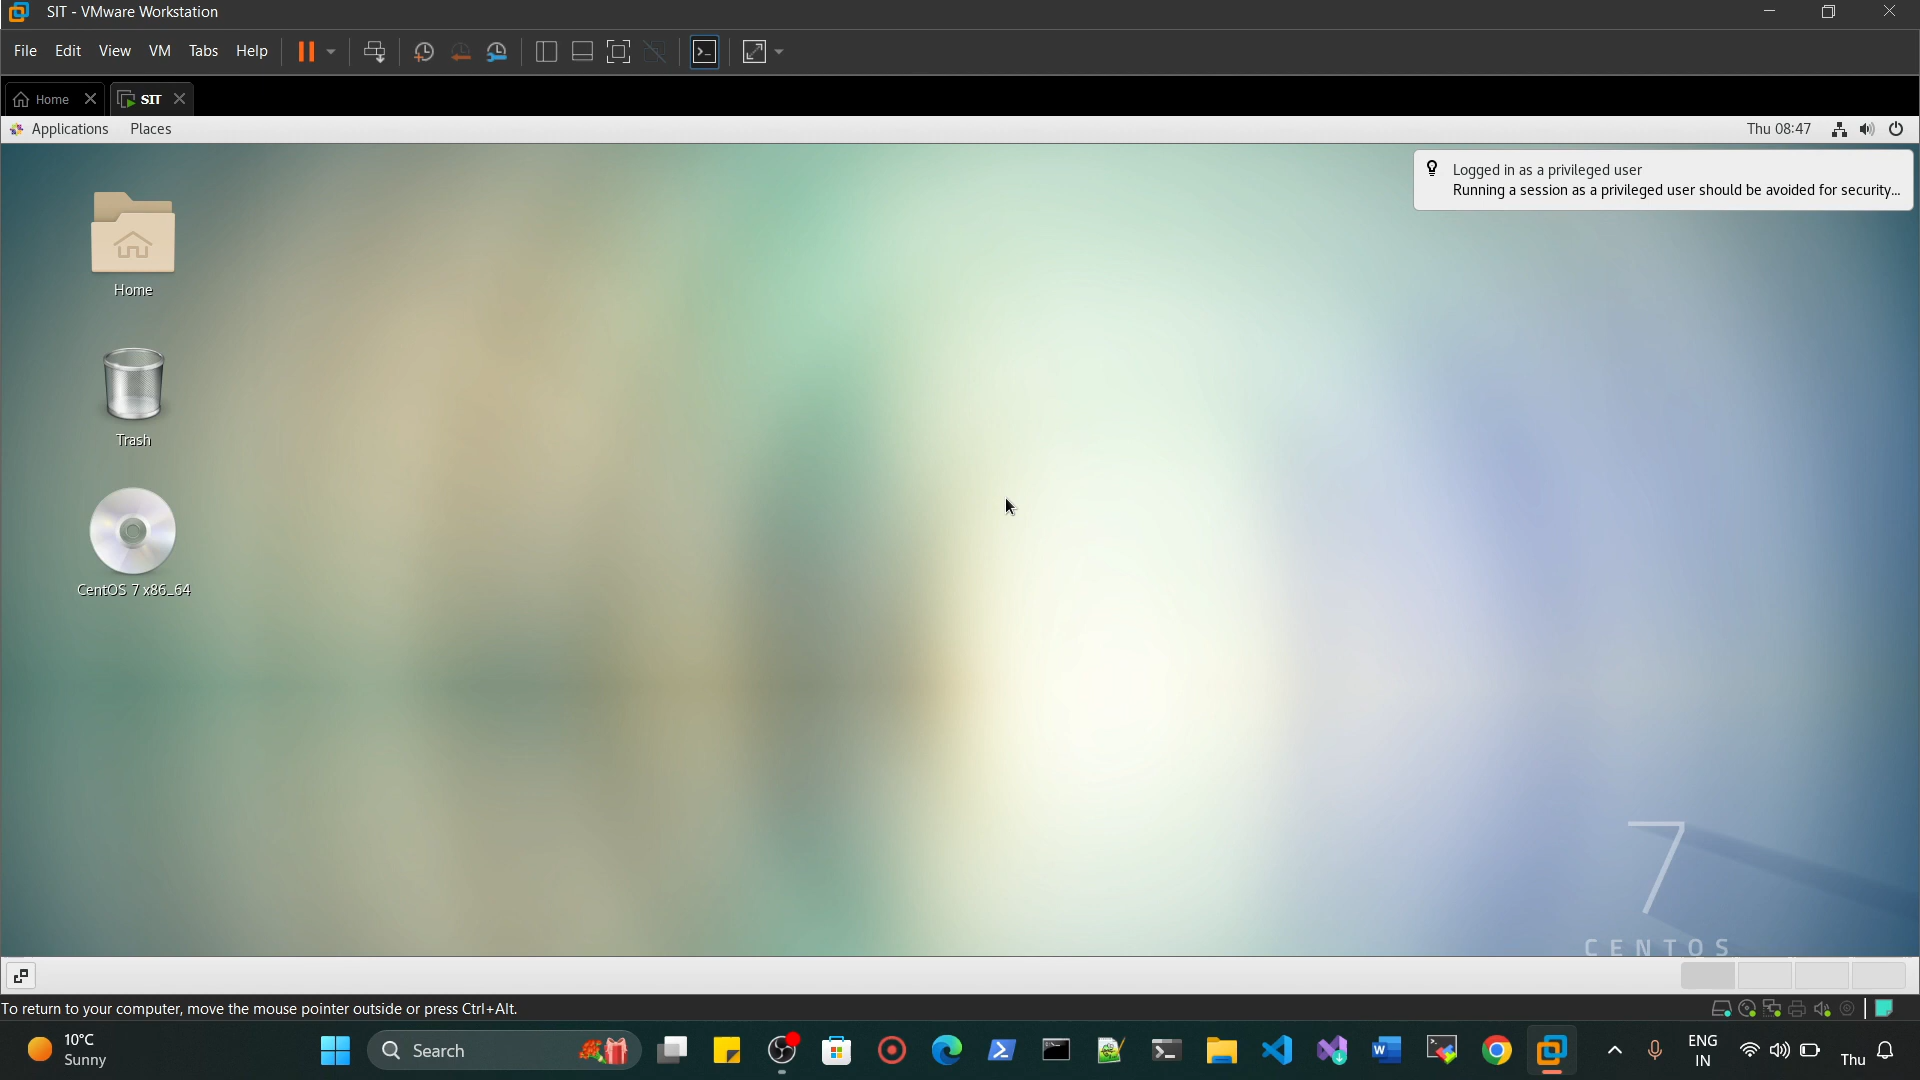 SIT - VMware Workstation
File Edit View VM Tabs Help
Home SIT
Applications Places Thu 08:47
Logged in as a privileged user
Running a session as a privileged user should be avoided for security...
Home
Trash
CentOS 7 x86_64
7
CENTOS
To return to your computer, move the mouse pointer outside or press Ctrl+Alt.
10°C
Sunny
Search
ENG
IN
Thu